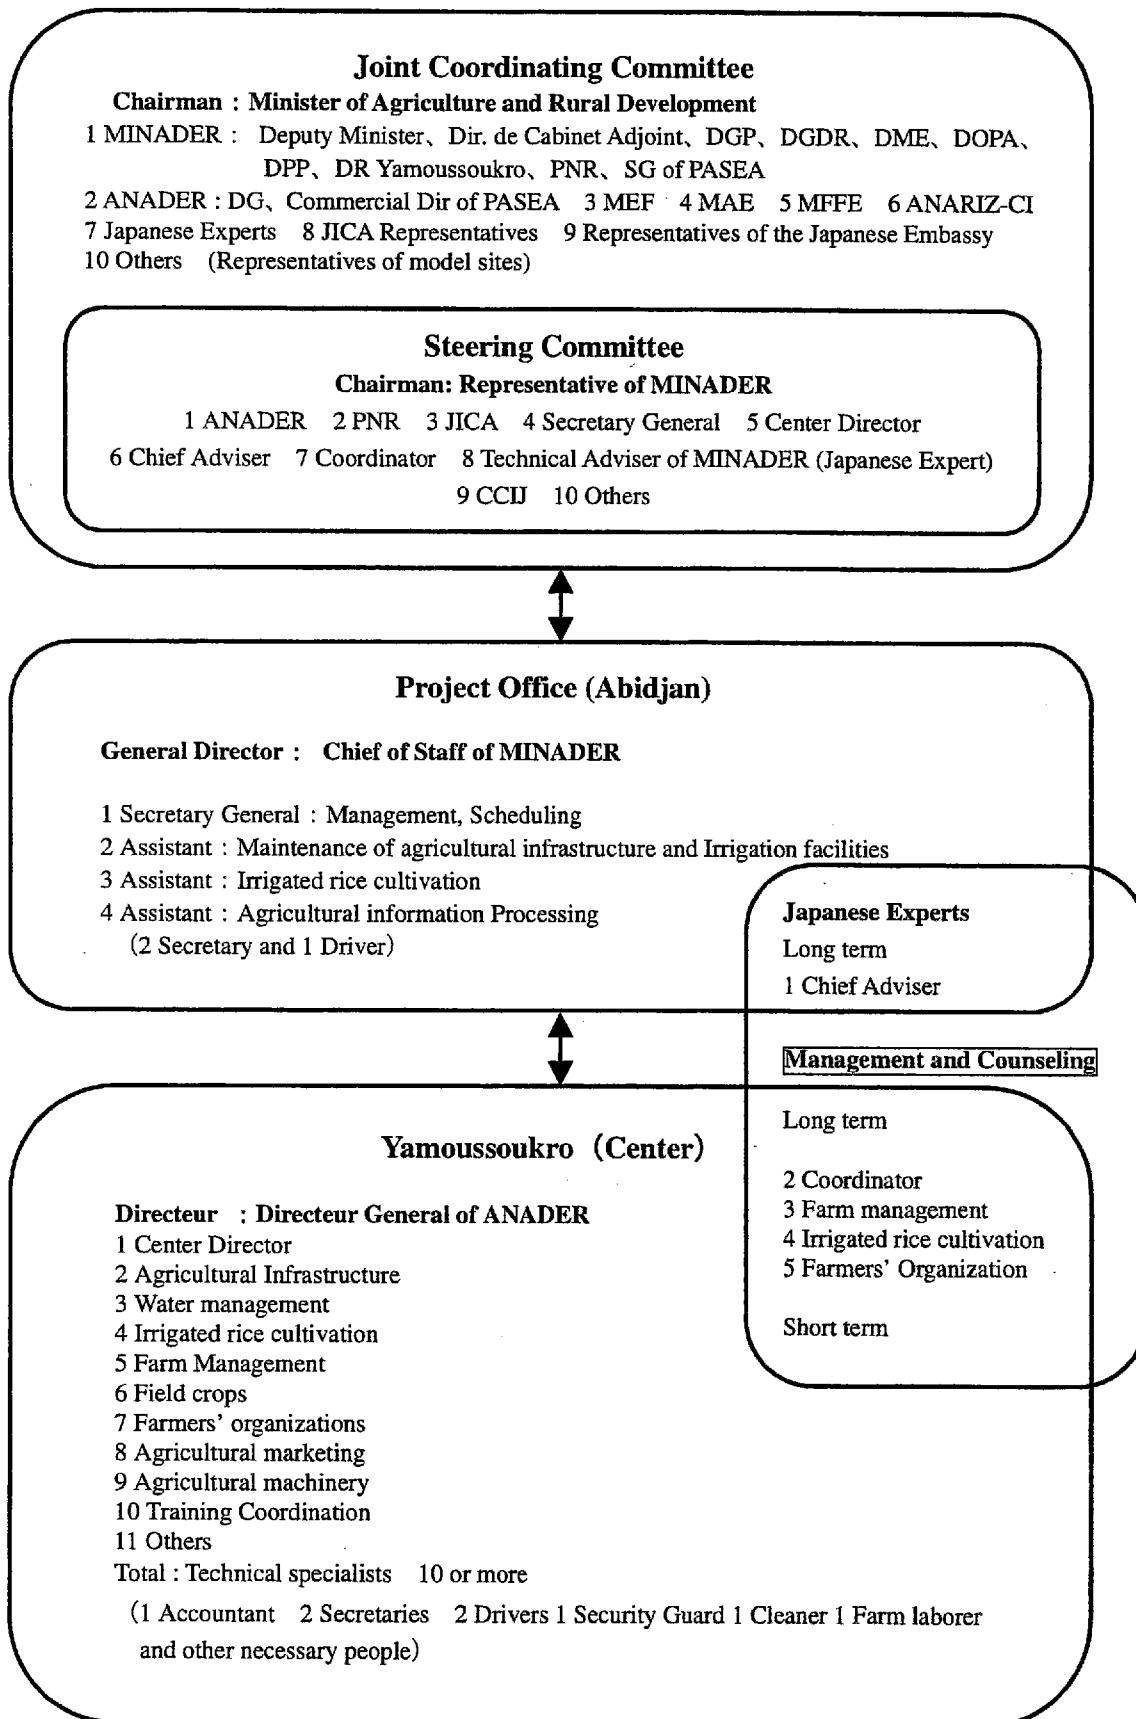 Joint Coordinating Committee
Chairman : Minister of Agriculture and Rural Development
1 MINADER : Deputy Minister、Dir. de Cabinet Adjoint、DGP、DGDR、DME、DOPA、
DPP、DR Yamoussoukro、PNR、SG of PASEA
2 ANADER : DG、Commercial Dir of PASEA 3 MEF 4 MAE 5 MFFE 6 ANARIZ-CI
7 Japanese Experts 8 JICA Representatives 9 Representatives of the Japanese Embassy
10 Others (Representatives of model sites)
Steering Committee
Chairman: Representative of MINADER
1 ANADER 2 PNR 3 JICA 4 Secretary General 5 Center Director
6 Chief Adviser 7 Coordinator 8 Technical Adviser of MINADER (Japanese Expert)
9 CCIJ 10 Others
Project Office (Abidjan)
General Director : Chief of Staff of MINADER
1 Secretary General : Management, Scheduling
2 Assistant : Maintenance of agricultural infrastructure and Irrigation facilities
3 Assistant : Irrigated rice cultivation
4 Assistant : Agricultural information Processing
(2 Secretary and 1 Driver)
Japanese Experts
Long term
1 Chief Adviser
Management and Counseling
Long term
2 Coordinator
3 Farm management
4 Irrigated rice cultivation
5 Farmers' Organization
Short term
Yamoussoukro (Center)
Directeur : Directeur General of ANADER
1 Center Director
2 Agricultural Infrastructure
3 Water management
4 Irrigated rice cultivation
5 Farm Management
6 Field crops
7 Farmers' organizations
8 Agricultural marketing
9 Agricultural machinery
10 Training Coordination
11 Others
Total : Technical specialists 10 or more
(1 Accountant 2 Secretaries 2 Drivers 1 Security Guard 1 Cleaner 1 Farm laborer
and other necessary people)